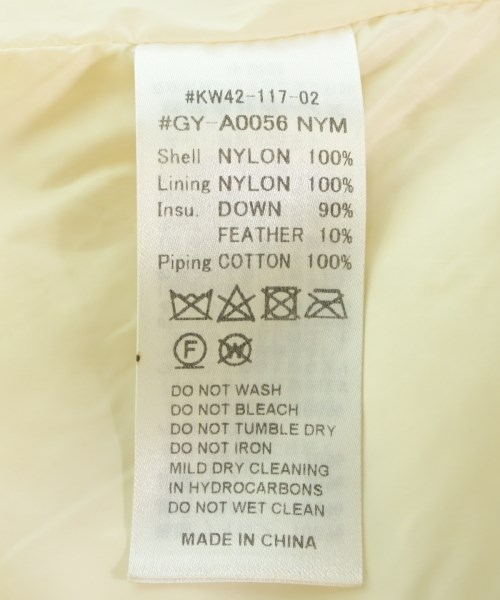 #KW42-117-02
#GY-A0056 NYM
Shell NYLON 100%
Lining NYLON 100%
Insu. DOWN 90%
FEATHER 10%
Piping COTTON 100%
F W
DO NOT WASH
DO NOT BLEACH
DO NOT TUMBLE DRY
DO NOT IRON
MILD DRY CLEANING
IN HYDROCARBONS
DO NOT WET CLEAN
MADE IN CHINA